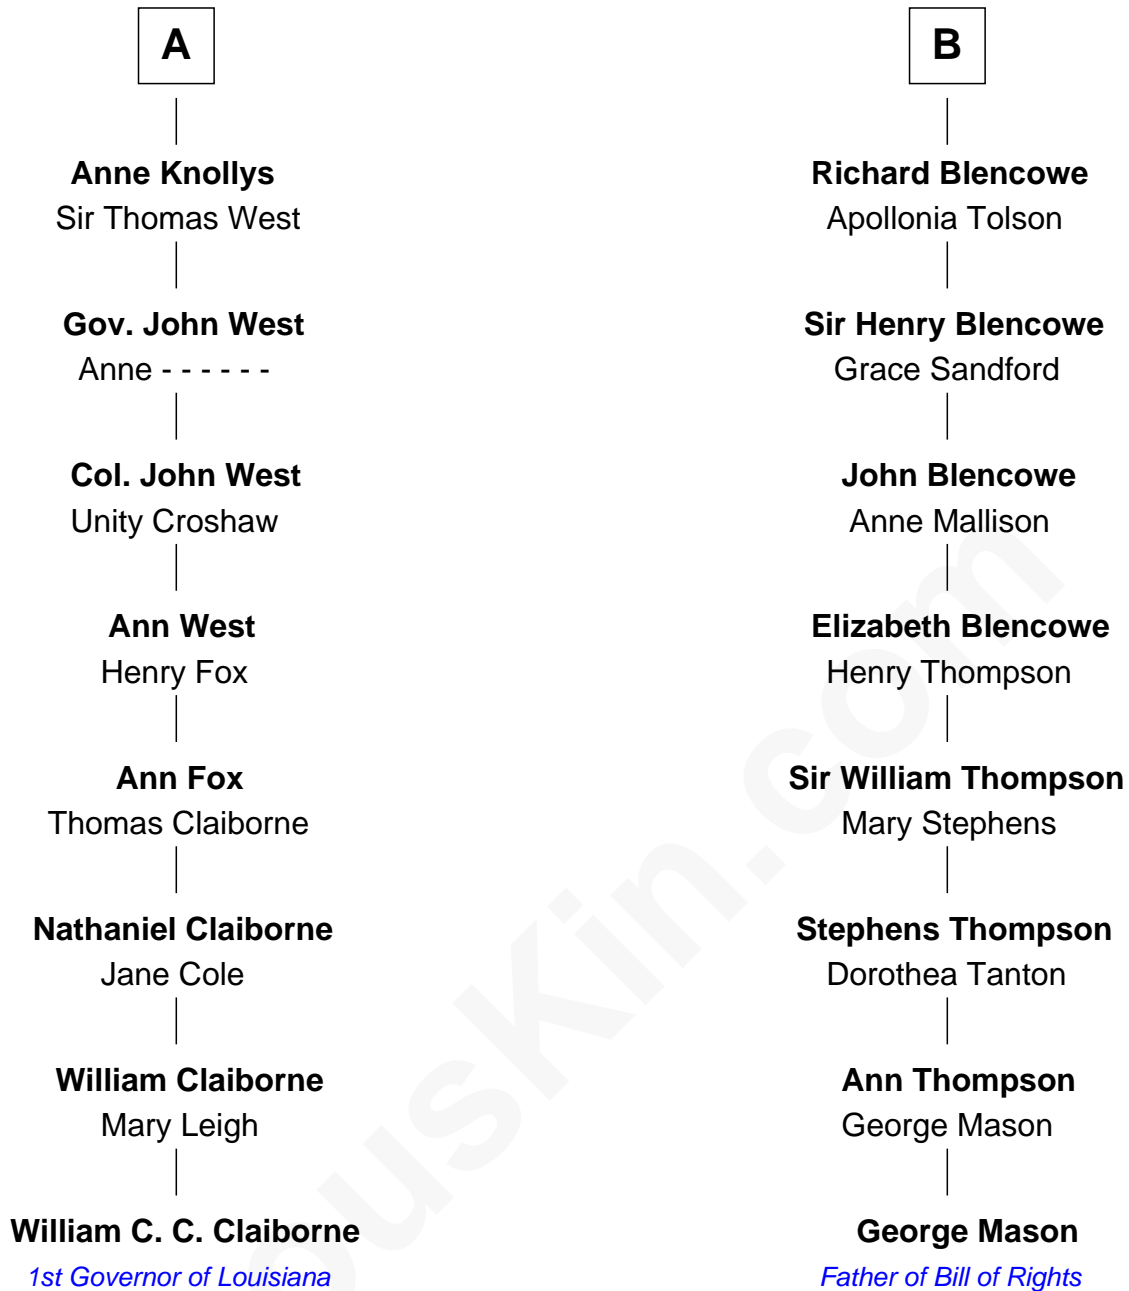 A
Anne Knollys
Sir Thomas West
Gov. John West
Anne - - - - - -
Col. John West
Unity Croshaw
Ann West
Henry Fox
Ann Fox
Thomas Claiborne
Nathaniel Claiborne
Jane Cole
William Claiborne
Mary Leigh
William C. C. Claiborne
1st Governor of Louisiana
B
Richard Blencowe
Apollonia Tolson
Sir Henry Blencowe
Grace Sandford
John Blencowe
Anne Mallison
Elizabeth Blencowe
Henry Thompson
Sir William Thompson
Mary Stephens
Stephens Thompson
Dorothea Tanton
Ann Thompson
George Mason
George Mason
Father of Bill of Rights
ousKin.com